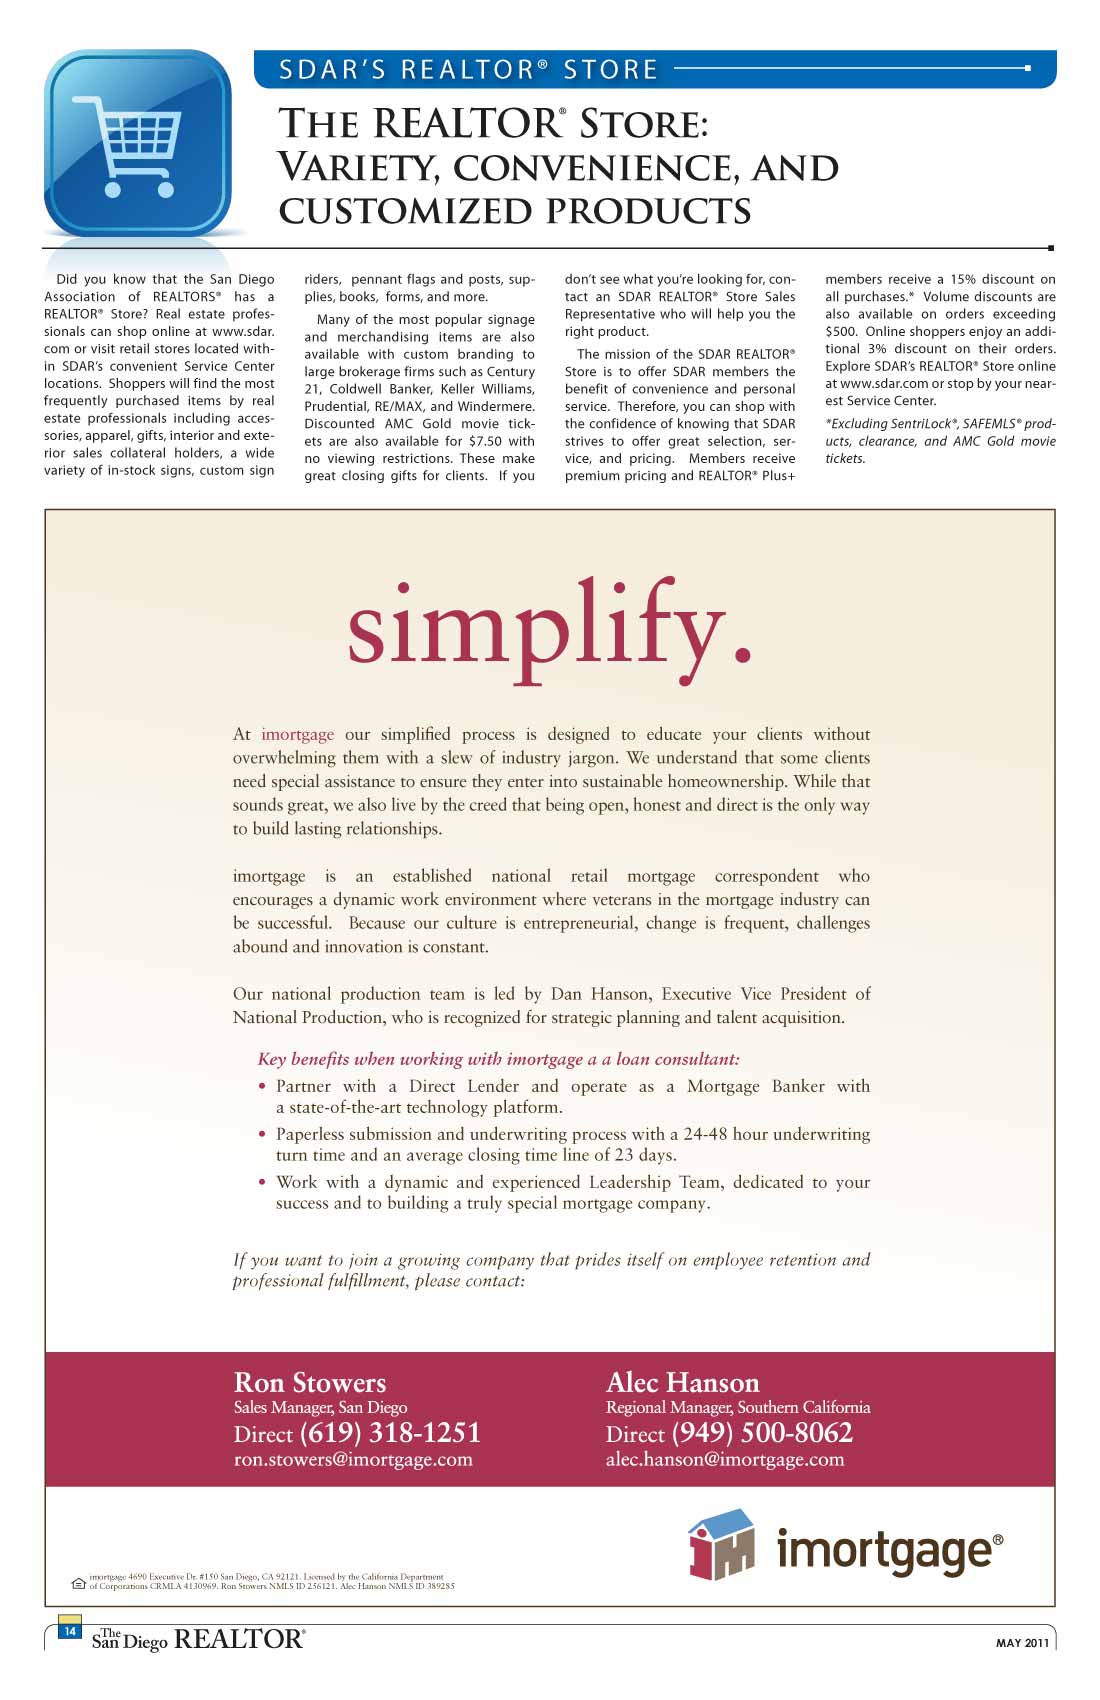 SDAR'S REALTOR® STORE
THE REALTOR® STORE:
VARIETY, CONVENIENCE, AND
CUSTOMIZED PRODUCTS
Did you know that the San Diego
Association of REALTORS® has a
REALTOR® Store? Real estate profes-
sionals can shop online at www.sdar.
com or visit retail stores located with-
in SDAR's convenient Service Center
locations. Shoppers will find the most
frequently purchased items by real
estate professionals including acces-
sories, apparel, gifts, interior and exte-
rior sales collateral holders, a wide
variety of in-stock signs, custom sign
riders, pennant flags and posts, sup-
plies, books, forms, and more.
Many of the most popular signage
and merchandising items are also
available with custom branding to
large brokerage firms such as Century
21, Coldwell Banker, Keller Williams,
Prudential, RE/MAX, and Windermere.
Discounted AMC Gold movie tick-
ets are also available for $7.50 with
no viewing restrictions. These make
great closing gifts for clients. If you
don't see what you're looking for, con-
tact an SDAR REALTOR® Store Sales
Representative who will help you the
right product.
The mission of the SDAR REALTOR®
Store is to offer SDAR members the
benefit of convenience and personal
service. Therefore, you can shop with
the confidence of knowing that SDAR
strives to offer great selection, ser-
vice, and pricing. Members receive
premium pricing and REALTOR® Plus+
members receive a 15% discount on
all purchases.* Volume discounts are
also available on orders exceeding
$500. Online shoppers enjoy an addi-
tional 3% discount on their orders.
Explore SDAR's REALTOR® Store online
at www.sdar.com or stop by your near-
est Service Center.
*Excluding SentriLock®, SAFEMLS® prod-
ucts, clearance, and AMC Gold movie
tickets.
simplify.
At imortgage our simplified process is designed to educate your clients without
overwhelming them with a slew of industry jargon. We understand that some clients
need special assistance to ensure they enter into sustainable homeownership. While that
sounds great, we also live by the creed that being open, honest and direct is the only way
to build lasting relationships.
imortgage is an established national retail mortgage correspondent who
encourages a dynamic work environment where veterans in the mortgage industry can
be successful. Because our culture is entrepreneurial, change is frequent, challenges
abound and innovation is constant.
Our national production team is led by Dan Hanson, Executive Vice President of
National Production, who is recognized for strategic planning and talent acquisition.
Key benefits when working with imortgage a a loan consultant:
• Partner with a Direct Lender and operate as a Mortgage Banker with
a state-of-the-art technology platform.
• Paperless submission and underwriting process with a 24-48 hour underwriting
turn time and an average closing time line of 23 days.
• Work with a dynamic and experienced Leadership Team, dedicated to your
success and to building a truly special mortgage company.
If you want to join a growing company that prides itself on employee retention and
professional fulfillment, please contact:
Ron Stowers
Sales Manager, San Diego
Direct (619) 318-1251
ron.stowers@imortgage.com
Alec Hanson
Regional Manager, Southern California
Direct (949) 500-8062
alec.hanson@imortgage.com
iM imortgage®
imortgage 4690 Executive Dr. #150 San Diego, CA 92121. Licensed by the California Department
of Corporations CRMLA 4130969. Ron Stowers NMLS ID 256121. Alec Hanson NMLS ID 389285
14
The San Diego REALTOR®
MAY 2011